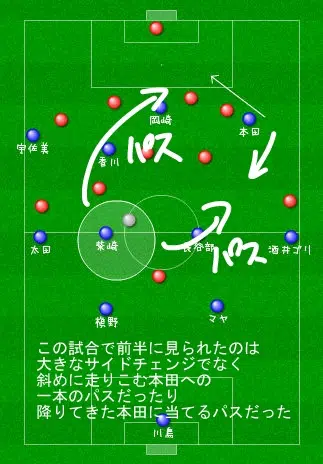 岡崎
本田
宇佐美
香川
パス
太田
柴崎
長谷部
酒井ゴリ
パス
槙野
マヤ
この試合で前半に見られたのは
大きなサイドチェンジでなく
斜めに走りこむ本田への
一本のパスだったり
降りてきた本田に当てるパスだった
川島